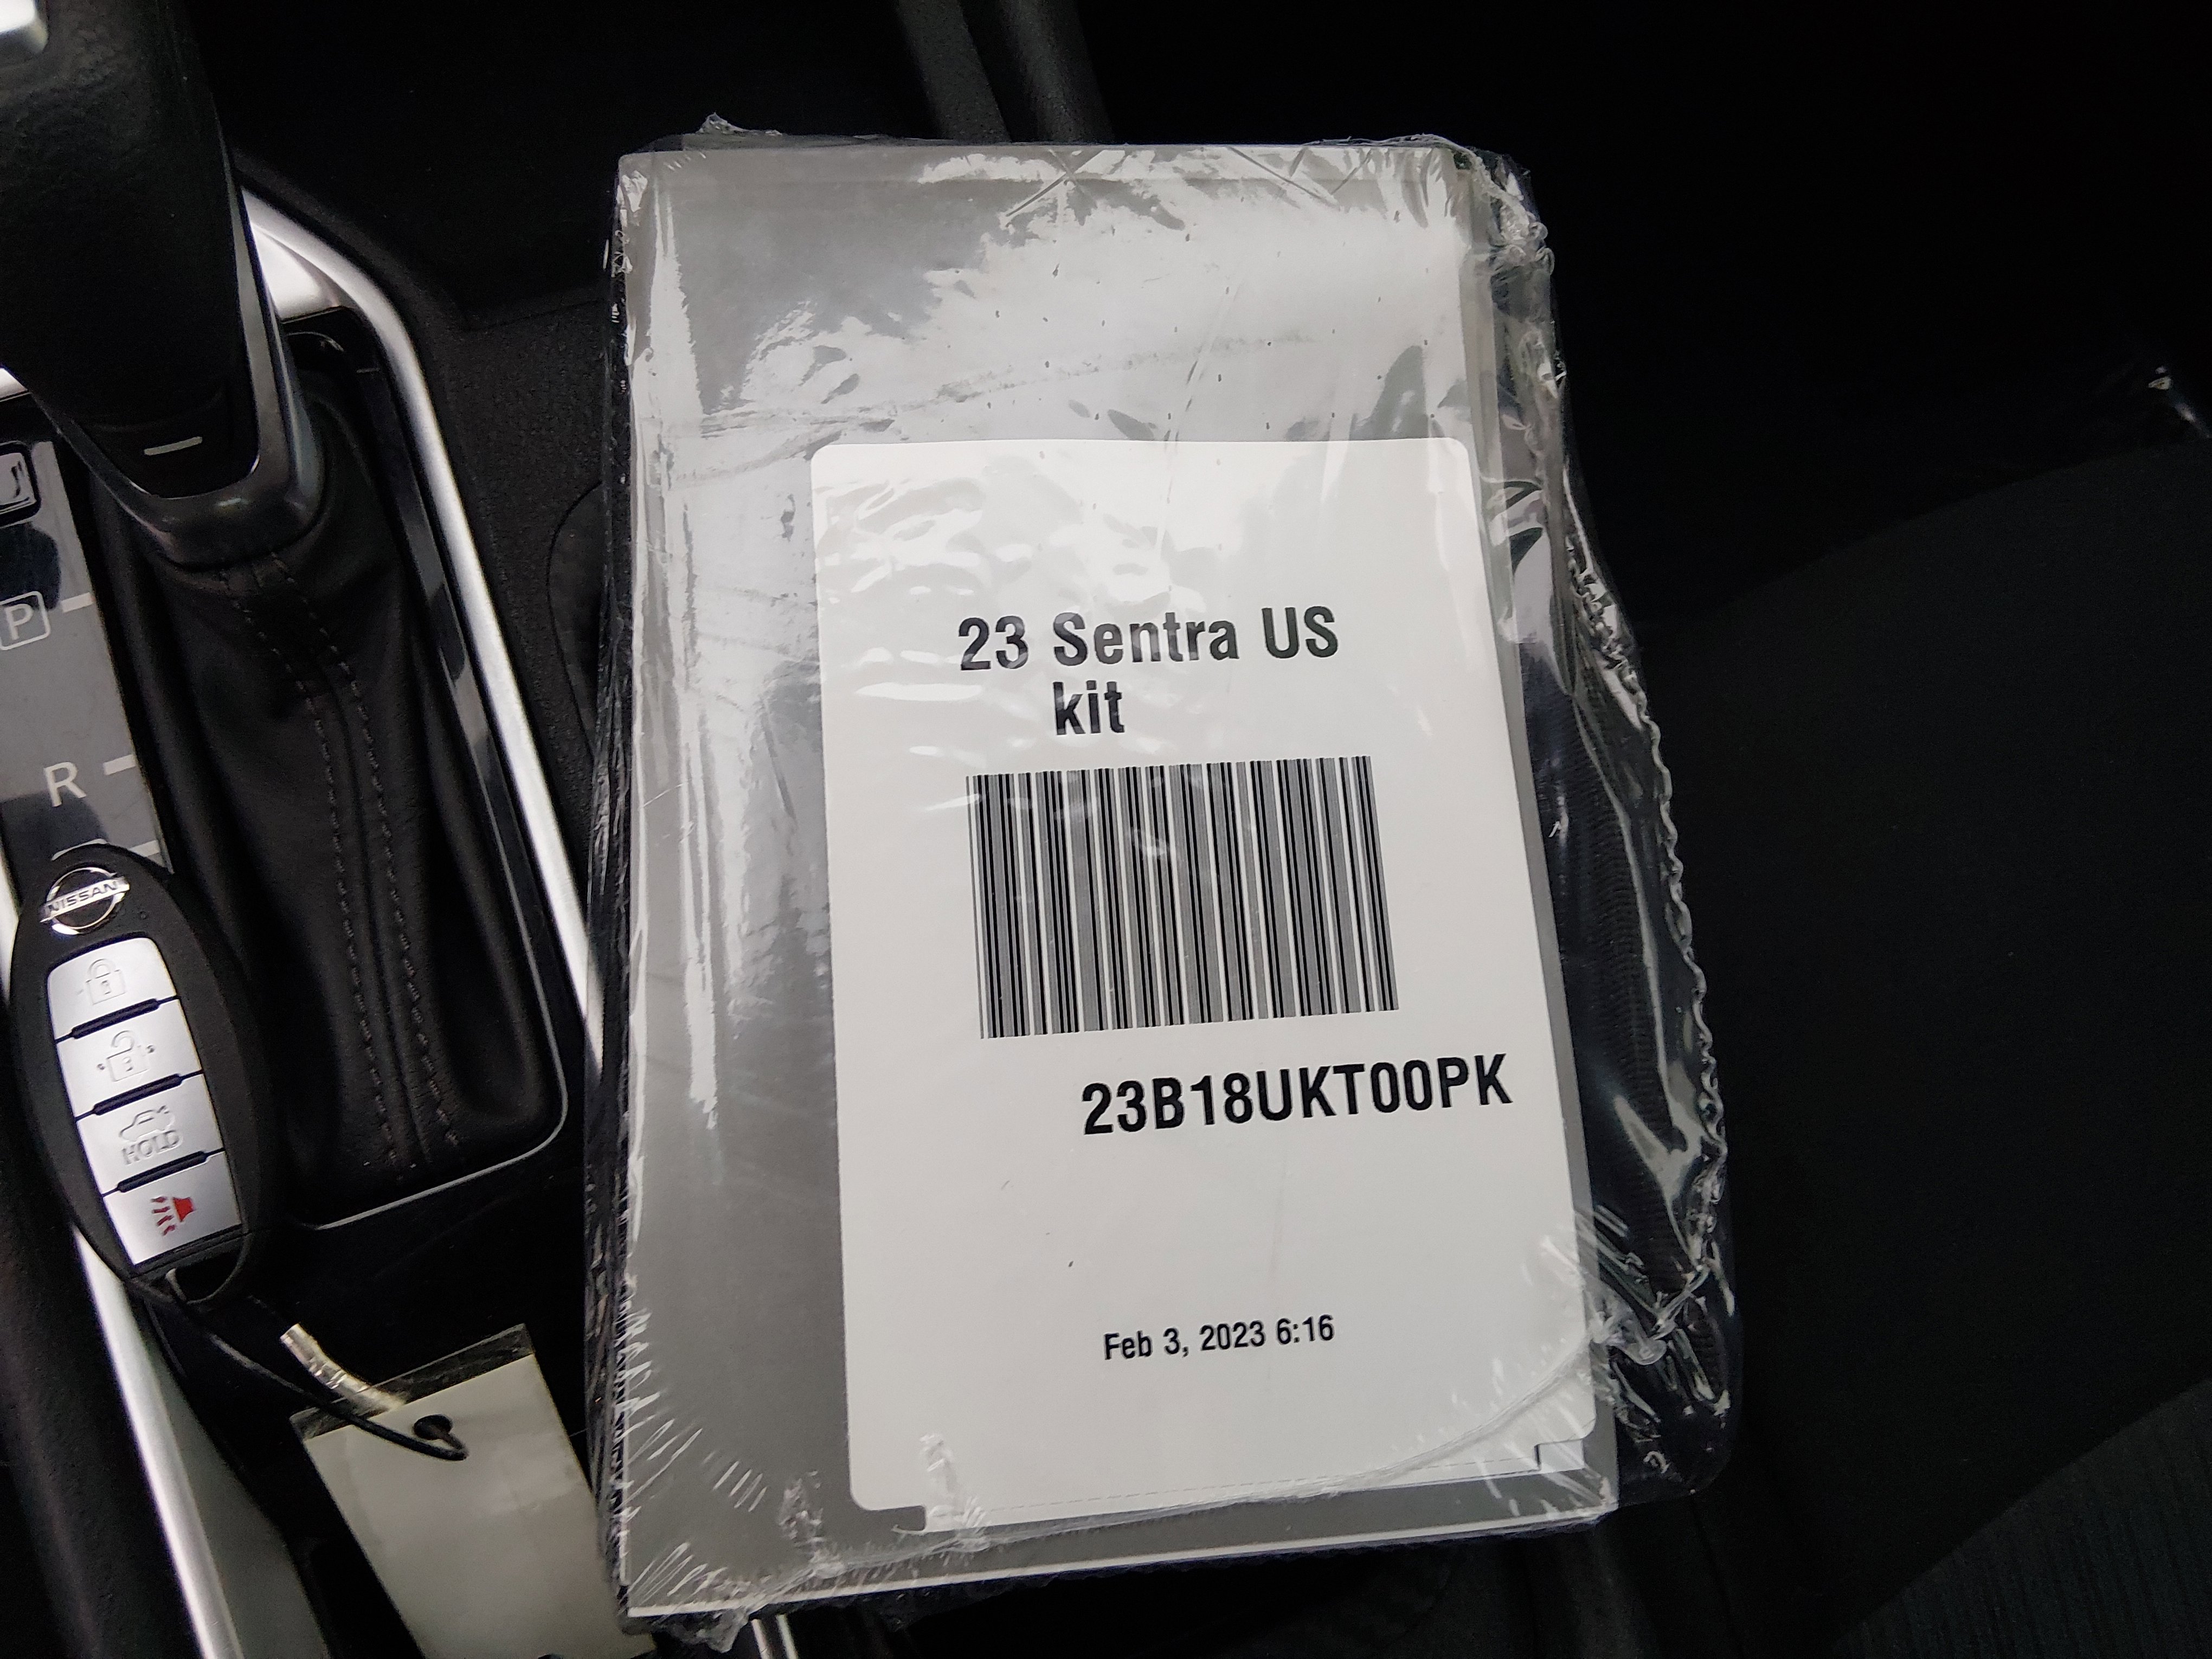 23 Sentra US
kit
23B18UKT00PK
Feb 3, 2023 6:16
P
R
NISSAN
HOLD